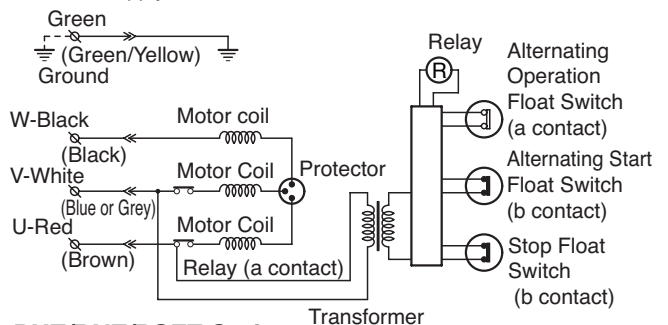 Green
(Green/Yellow)
Ground
Relay
R
Alternating
Operation
Float Switch
(a contact)
W-Black
(Black)
Motor coil
V-White
(Blue or Grey)
Motor Coil
Protector
Alternating Start
Float Switch
(b contact)
U-Red
(Brown)
Motor Coil
Relay (a contact)
Stop Float
Switch
(b contact)
Transformer